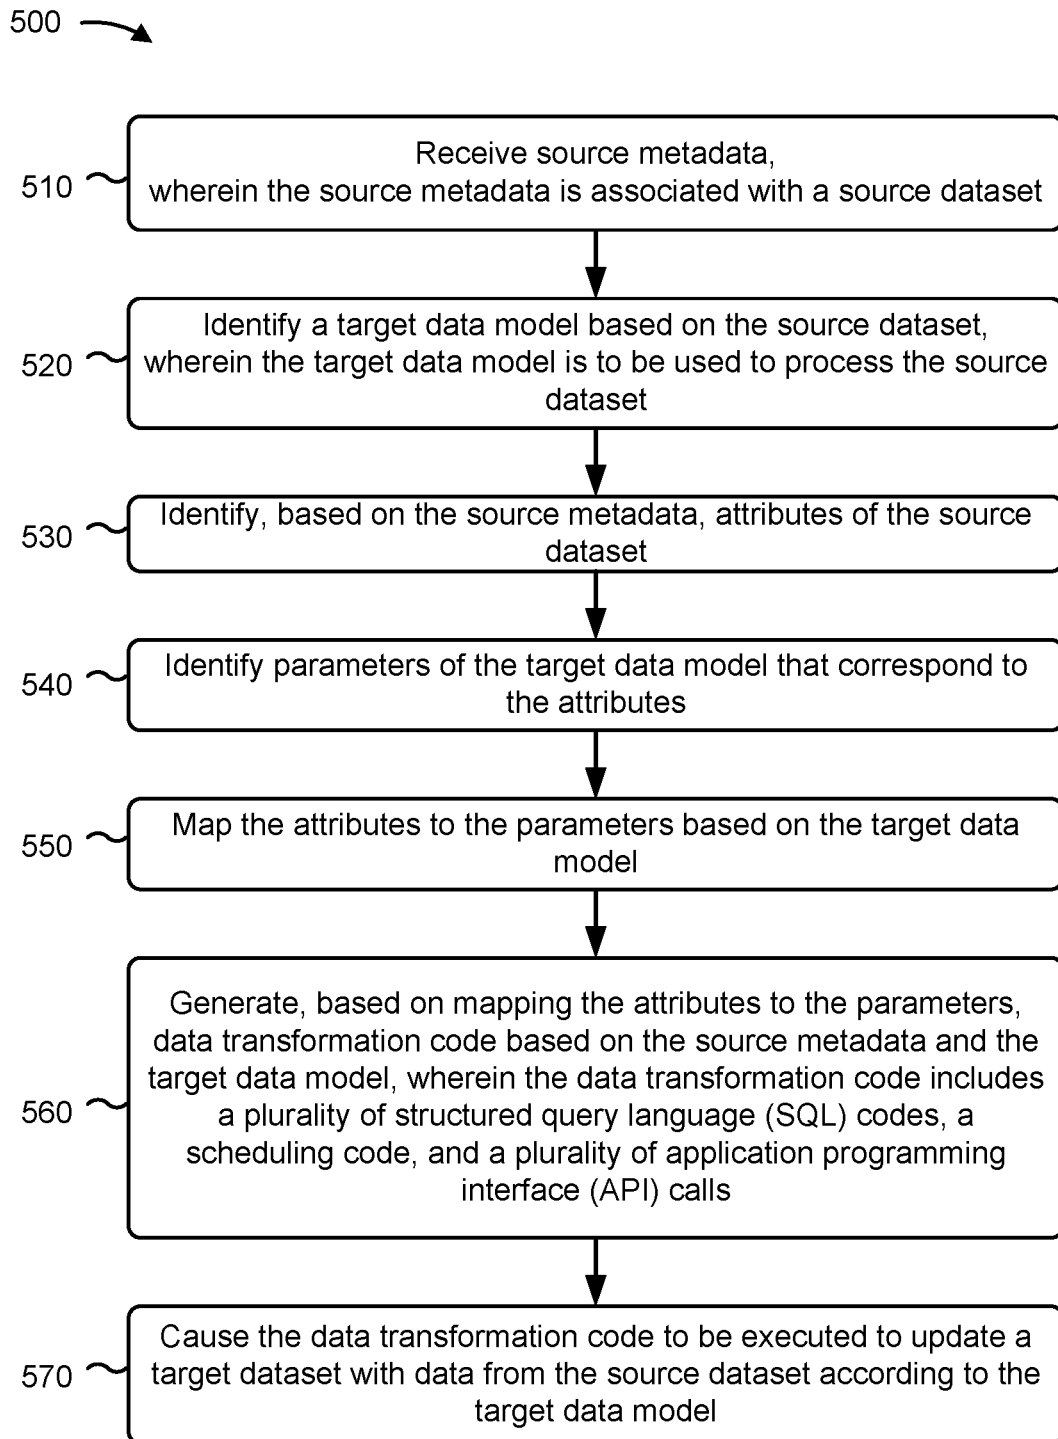 500
510
Receive source metadata,
wherein the source metadata is associated with a source dataset
520
Identify a target data model based on the source dataset,
wherein the target data model is to be used to process the source
dataset
530
Identify, based on the source metadata, attributes of the source
dataset
540
Identify parameters of the target data model that correspond to
the attributes
550
Map the attributes to the parameters based on the target data
model
560
Generate, based on mapping the attributes to the parameters,
data transformation code based on the source metadata and the
target data model, wherein the data transformation code includes
a plurality of structured query language (SQL) codes, a
scheduling code, and a plurality of application programming
interface (API) calls
570
Cause the data transformation code to be executed to update a
target dataset with data from the source dataset according to the
target data model